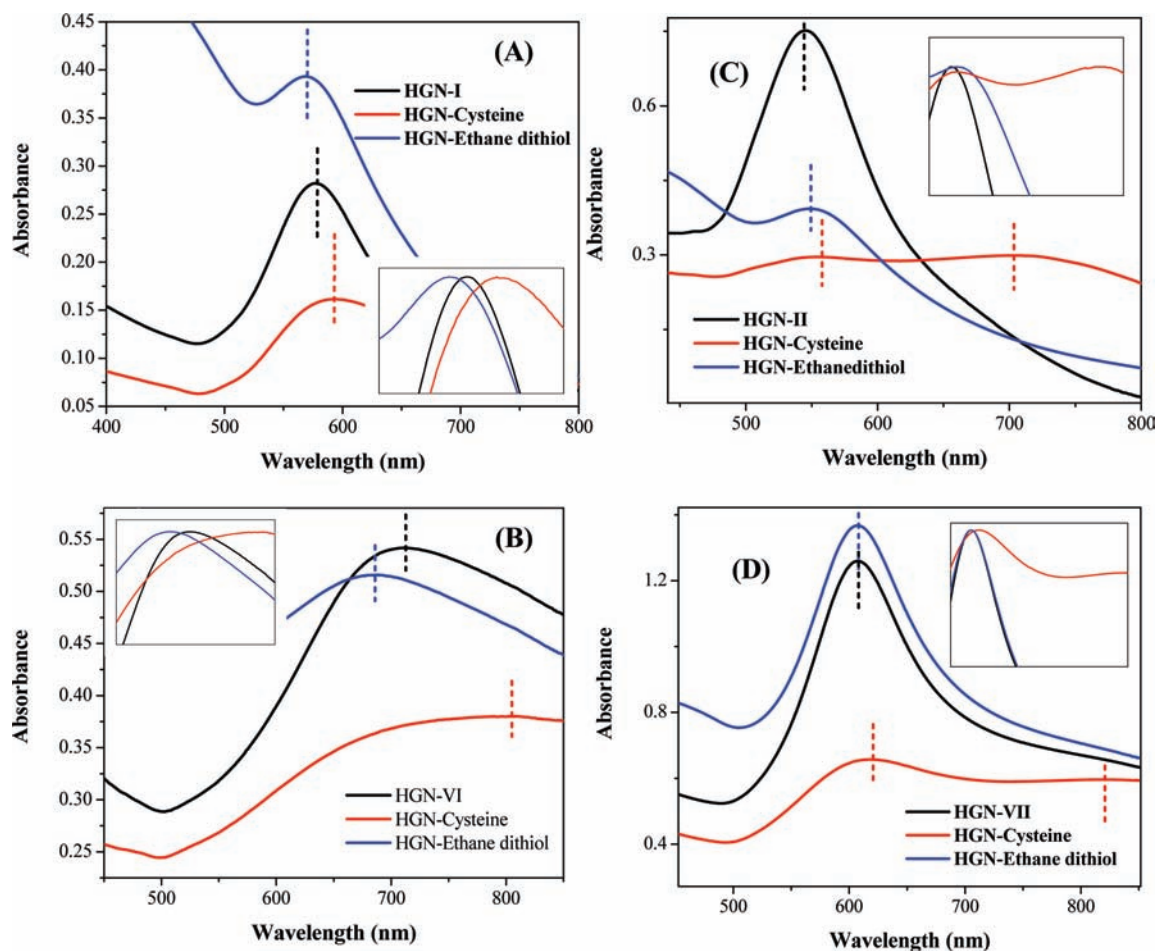 (A)
HGN-I
HGN-Cysteine
HGN-Ethane dithiol
Absorbance
0.45
0.40
0.35
0.30
0.25
0.20
0.15
0.10
0.05
400
500
600
700
800
Wavelength (nm)
(C)
HGN-II
HGN-Cysteine
HGN-Ethanedithiol
Absorbance
0.6
0.3
500
600
700
800
Wavelength (nm)
(B)
HGN-VI
HGN-Cysteine
HGN-Ethane dithiol
Absorbance
0.55
0.50
0.45
0.40
0.35
0.30
0.25
500
600
700
800
Wavelength (nm)
(D)
HGN-VII
HGN-Cysteine
HGN-Ethane dithiol
Absorbance
1.2
0.8
0.4
500
600
700
800
Wavelength (nm)